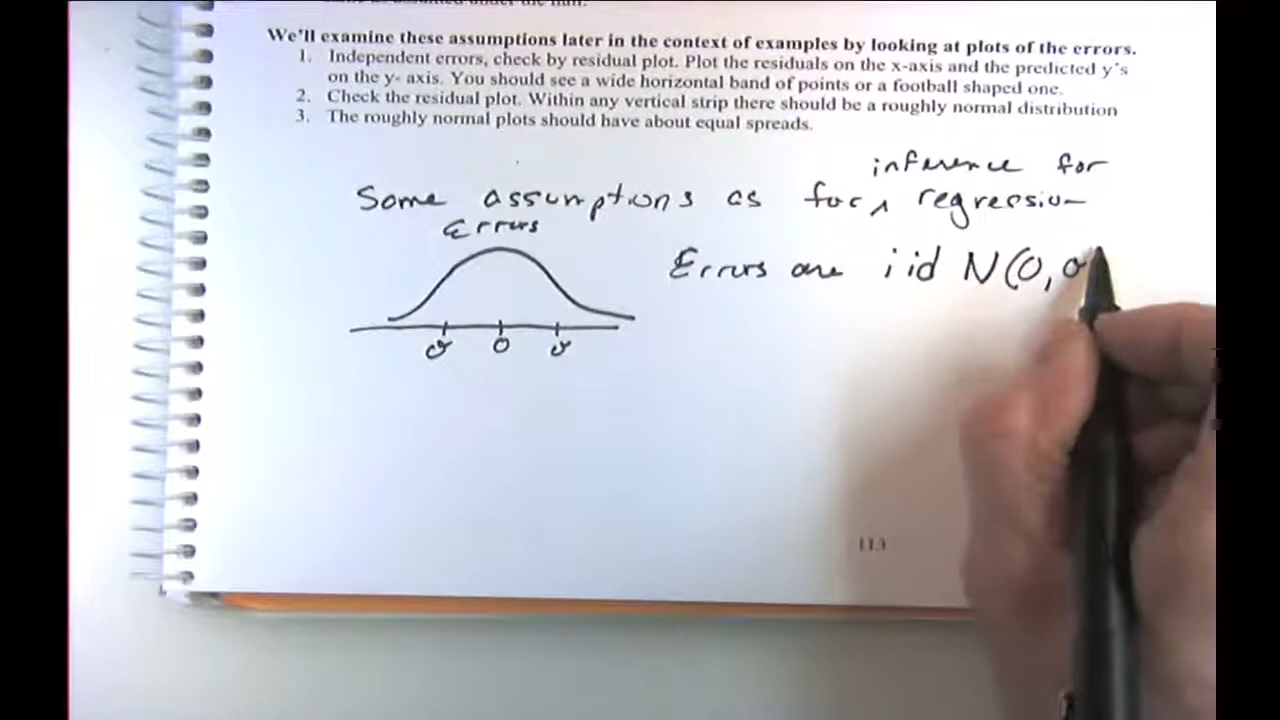 We'll examine these assumptions later in the context of examples by looking at plots of the errors.
1. Independent errors, check by residual plot. Plot the residuals on the x-axis and the predicted y's
on the y- axis. You should see a wide horizontal band of points or a football shaped one.
2. Check the residual plot. Within any vertical strip there should be a roughly normal distribution
3. The roughly normal plots should have about equal spreads.
inference for
Some assumptions as for ^ regression
Errors
Errors are iid N(0, σ
σ 0 σ
113